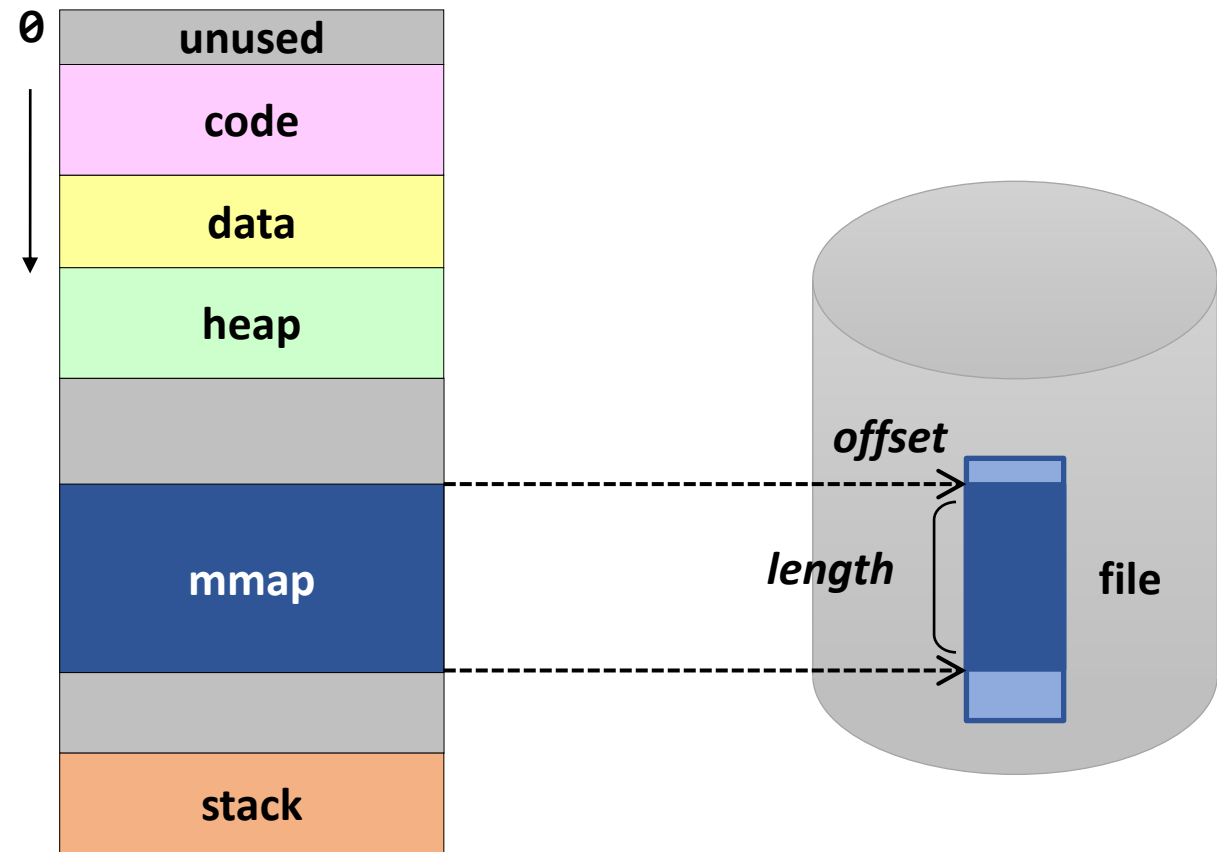 0
unused
code
data
heap
offset
mmap
length
file
stack